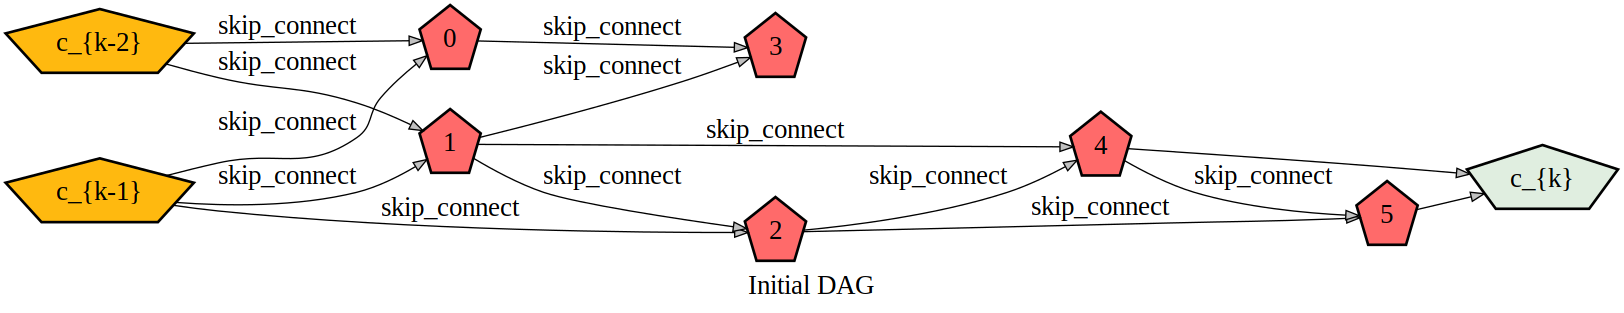 c_{k-2}
skip_connect
0
skip_connect
3
skip_connect
skip_connect
skip_connect
1
skip_connect
4
c_{k-1}
skip_connect
skip_connect
skip_connect
skip_connect
c_{k}
skip_connect
skip_connect
5
2
Initial DAG